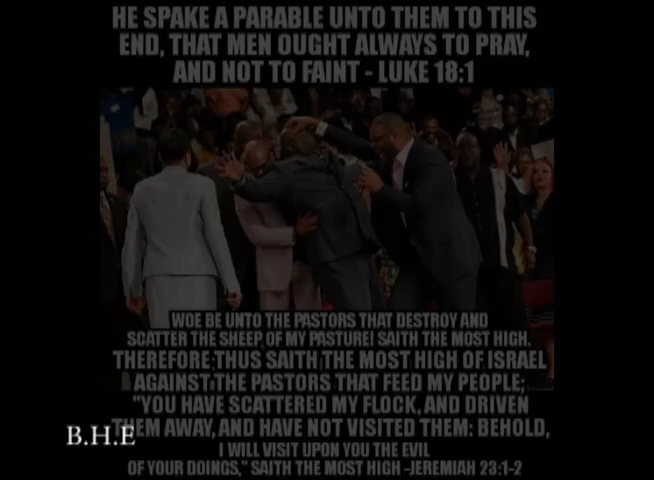 HE SPAKE A PARABLE UNTO THEM TO THIS
END, THAT MEN OUGHT ALWAYS TO PRAY,
AND NOT TO FAINT - LUKE 18:1
WOE BE UNTO THE PASTORS THAT DESTROY AND
SCATTER THE SHEEP OF MY PASTURE! SAITH THE MOST HIGH.
THEREFORE THUS SAITH THE MOST HIGH OF ISRAEL
AGAINST THE PASTORS THAT FEED MY PEOPLE;
"YOU HAVE SCATTERED MY FLOCK, AND DRIVEN
THEM AWAY, AND HAVE NOT VISITED THEM: BEHOLD,
I WILL VISIT UPON YOU THE EVIL
OF YOUR DOINGS," SAITH THE MOST HIGH -JEREMIAH 23:1-2
B.H.E